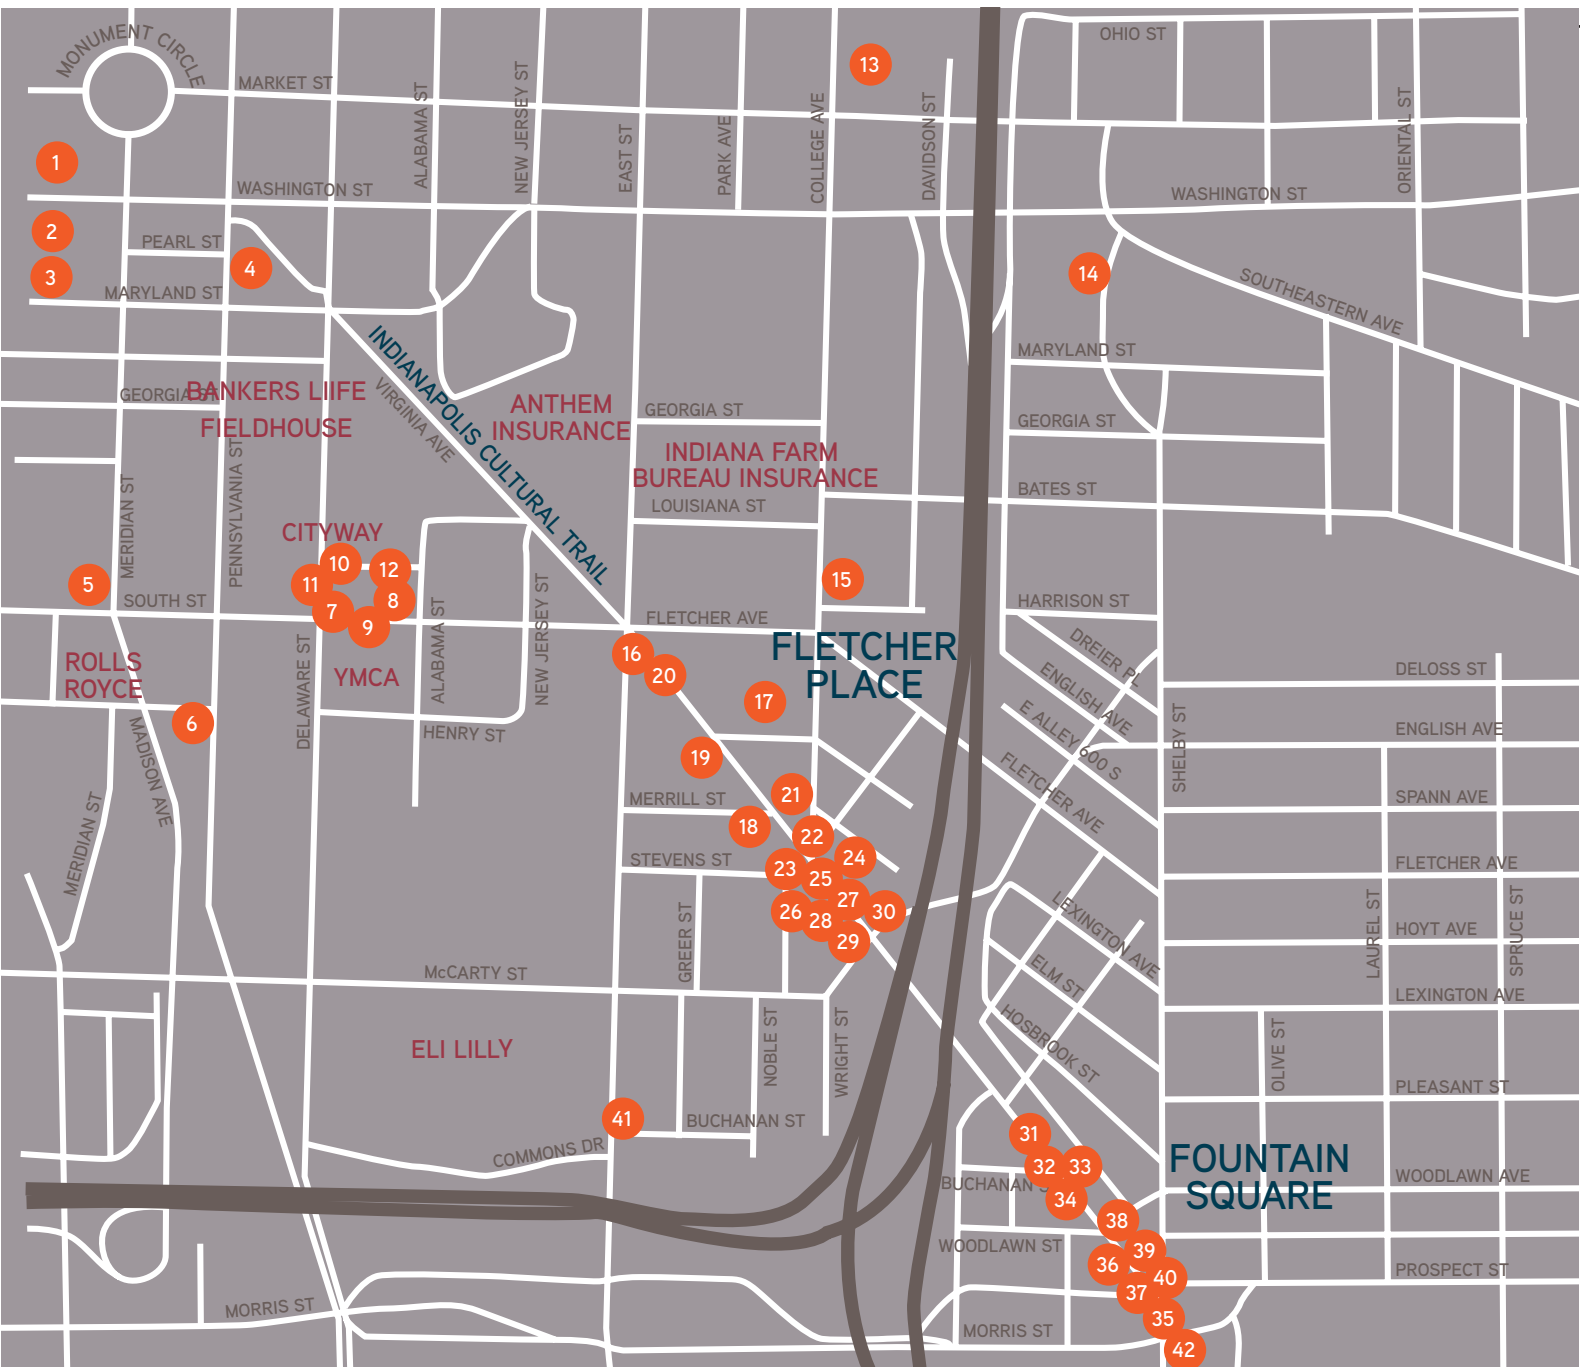 OHIO ST
MONUMENT CIRCLE
13
MARKET ST
ALABAMA ST
NEW JERSEY ST
EAST ST
PARK AVE
COLLEGE AVE
DAVIDSON ST
ORIENTAL ST
1
WASHINGTON ST
WASHINGTON ST
2
PEARL ST
3
4
14
MARYLAND ST
SOUTHEASTERN AVE
MARYLAND ST
INDIANAPOLIS CULTURAL TRAIL
VIRGINIA AVE
GEORGIA ST
BANKERS LIIFE
FIELDHOUSE
ANTHEM
INSURANCE
GEORGIA ST
GEORGIA ST
INDIANA FARM
BUREAU INSURANCE
PENNSYLVANIA ST
MERIDIAN ST
BATES ST
LOUISIANA ST
CITYWAY
10
12
11
5
15
8
7
9
SOUTH ST
HARRISON ST
FLETCHER AVE
ALABAMA ST
NEW JERSEY ST
DELAWARE ST
FLETCHER
PLACE
DREIER PL
16
20
ROLLS
ROYCE
YMCA
DELOSS ST
ENGLISH AVE
17
6
HENRY ST
MADISON AVE
E ALLEY 600 S
SHELBY ST
ENGLISH AVE
19
FLETCHER AVE
21
MERRILL ST
SPANN AVE
MERIDIAN ST
18
22
STEVENS ST
24
23
25
FLETCHER AVE
27
26
28
30
29
GREER ST
LEXINGTON AVE
LAUREL ST
HOYT AVE
SPRUCE ST
McCARTY ST
ELM ST
LEXINGTON AVE
HOSBROOK ST
NOBLE ST
WRIGHT ST
OLIVE ST
ELI LILLY
PLEASANT ST
41
BUCHANAN ST
COMMONS DR
31
32
33
34
BUCHANAN S
FOUNTAIN
SQUARE
WOODLAWN AVE
38
WOODLAWN ST
39
36
40
37
PROSPECT ST
MORRIS ST
35
MORRIS ST
42